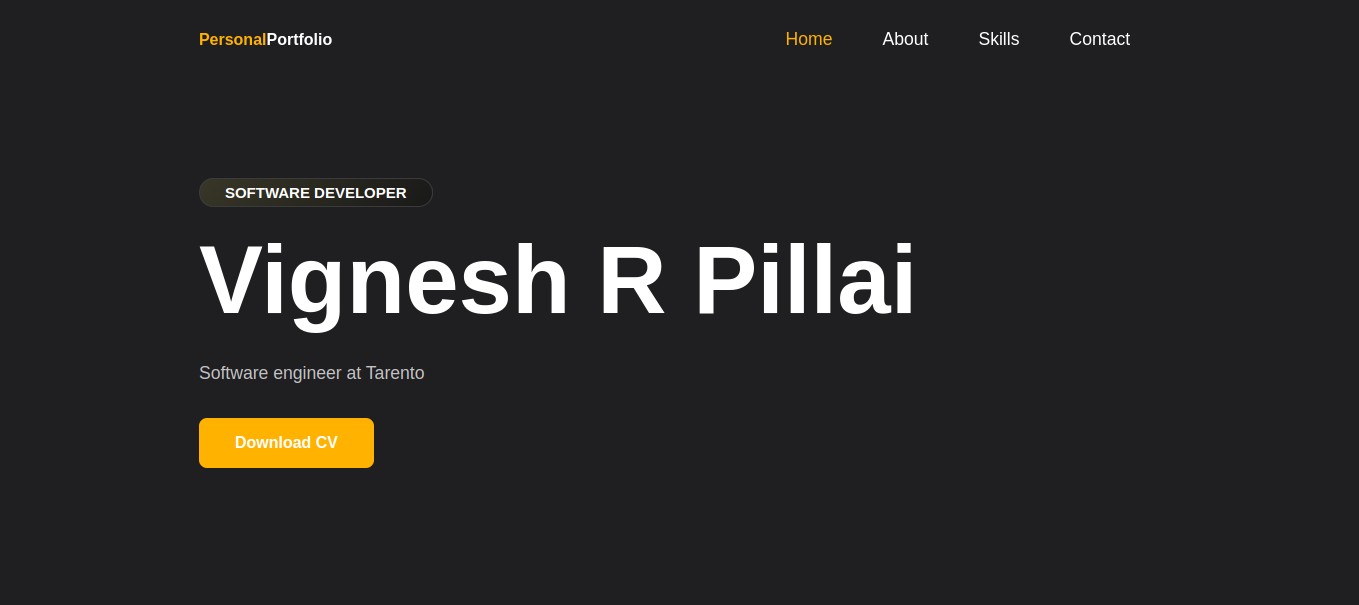 PersonalPortfolio
Home About Skills Contact
SOFTWARE DEVELOPER
Vignesh R Pillai
Software engineer at Tarento
Download CV